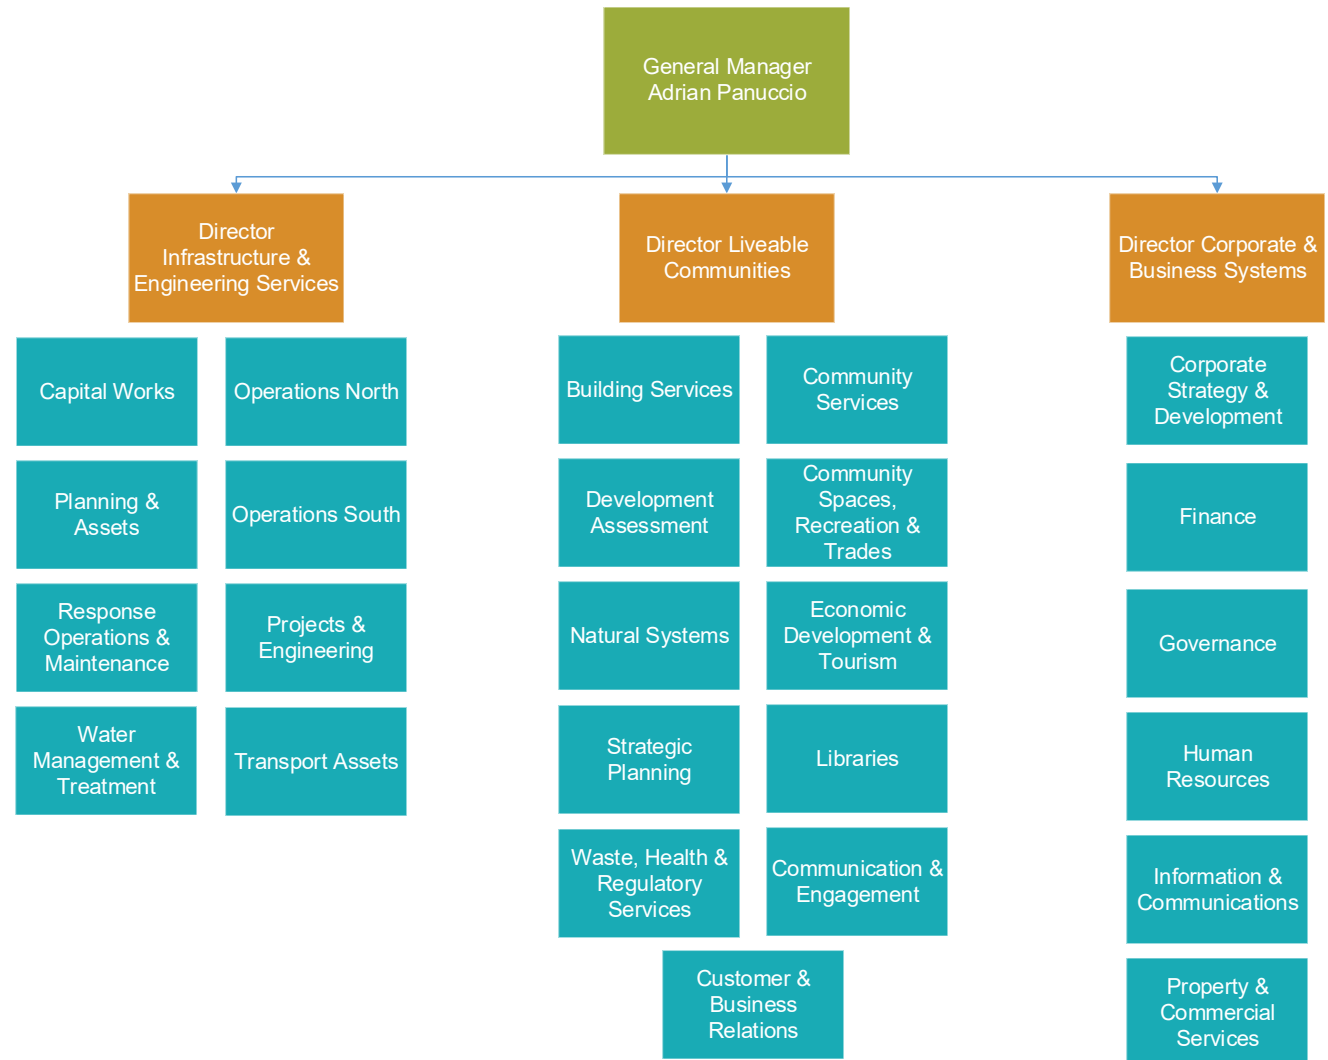 General Manager
Adrian Panuccio
Director
Infrastructure &
Engineering Services
Director Liveable
Communities
Director Corporate &
Business Systems
Capital Works
Operations North
Planning &
Assets
Operations South
Response
Operations &
Maintenance
Projects &
Engineering
Water
Management &
Treatment
Transport Assets
Building Services
Community
Services
Development
Assessment
Community
Spaces,
Recreation &
Trades
Natural Systems
Economic
Development &
Tourism
Strategic
Planning
Libraries
Waste, Health &
Regulatory
Services
Communication &
Engagement
Customer &
Business
Relations
Corporate
Strategy &
Development
Finance
Governance
Human
Resources
Information &
Communications
Property &
Commercial
Services